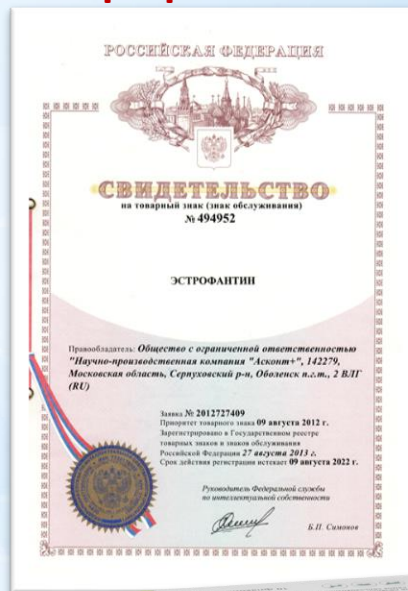 РОССИЙСКАЯ ФЕДЕРАЦИЯ
СВИДЕТЕЛЬСТВО
на товарный знак (знак обслуживания)
№ 494952
ЭСТРОФАНТИН
Правообладатель: Общество с ограниченной ответственностью
"Научно-производственная компания "Асконт+", 142279,
Московская область, Серпуховский р-н, Оболенск п.г.т., 2 ВЛГ
(RU)
Заявка № 2012727409
Приоритет товарного знака 09 августа 2012 г.
Зарегистрировано в Государственном реестре
товарных знаков и знаков обслуживания
Российской Федерации 27 августа 2013 г.
Срок действия регистрации истекает 09 августа 2022 г.
Руководитель Федеральной службы
по интеллектуальной собственности
Б.П. Симонов